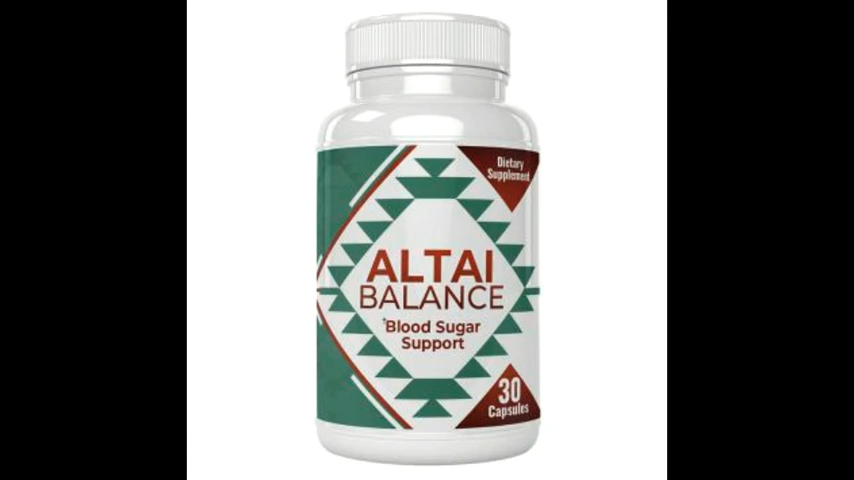 Dietary
Supplement
ALTAI
BALANCE
*Blood Sugar
Support
30
Capsules